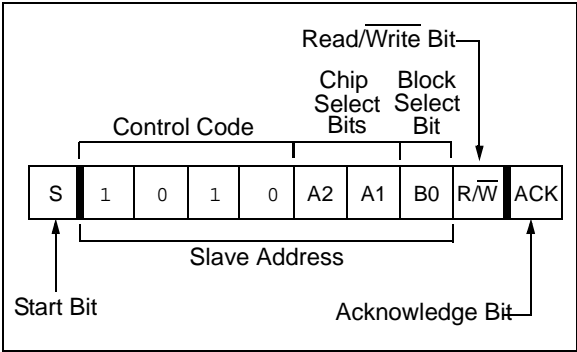 Read/Write Bit
Chip Select Bits
Block Select Bit
Control Code
S 1 0 1 0 A2 A1 B0 R/W ACK
Slave Address
Start Bit
Acknowledge Bit